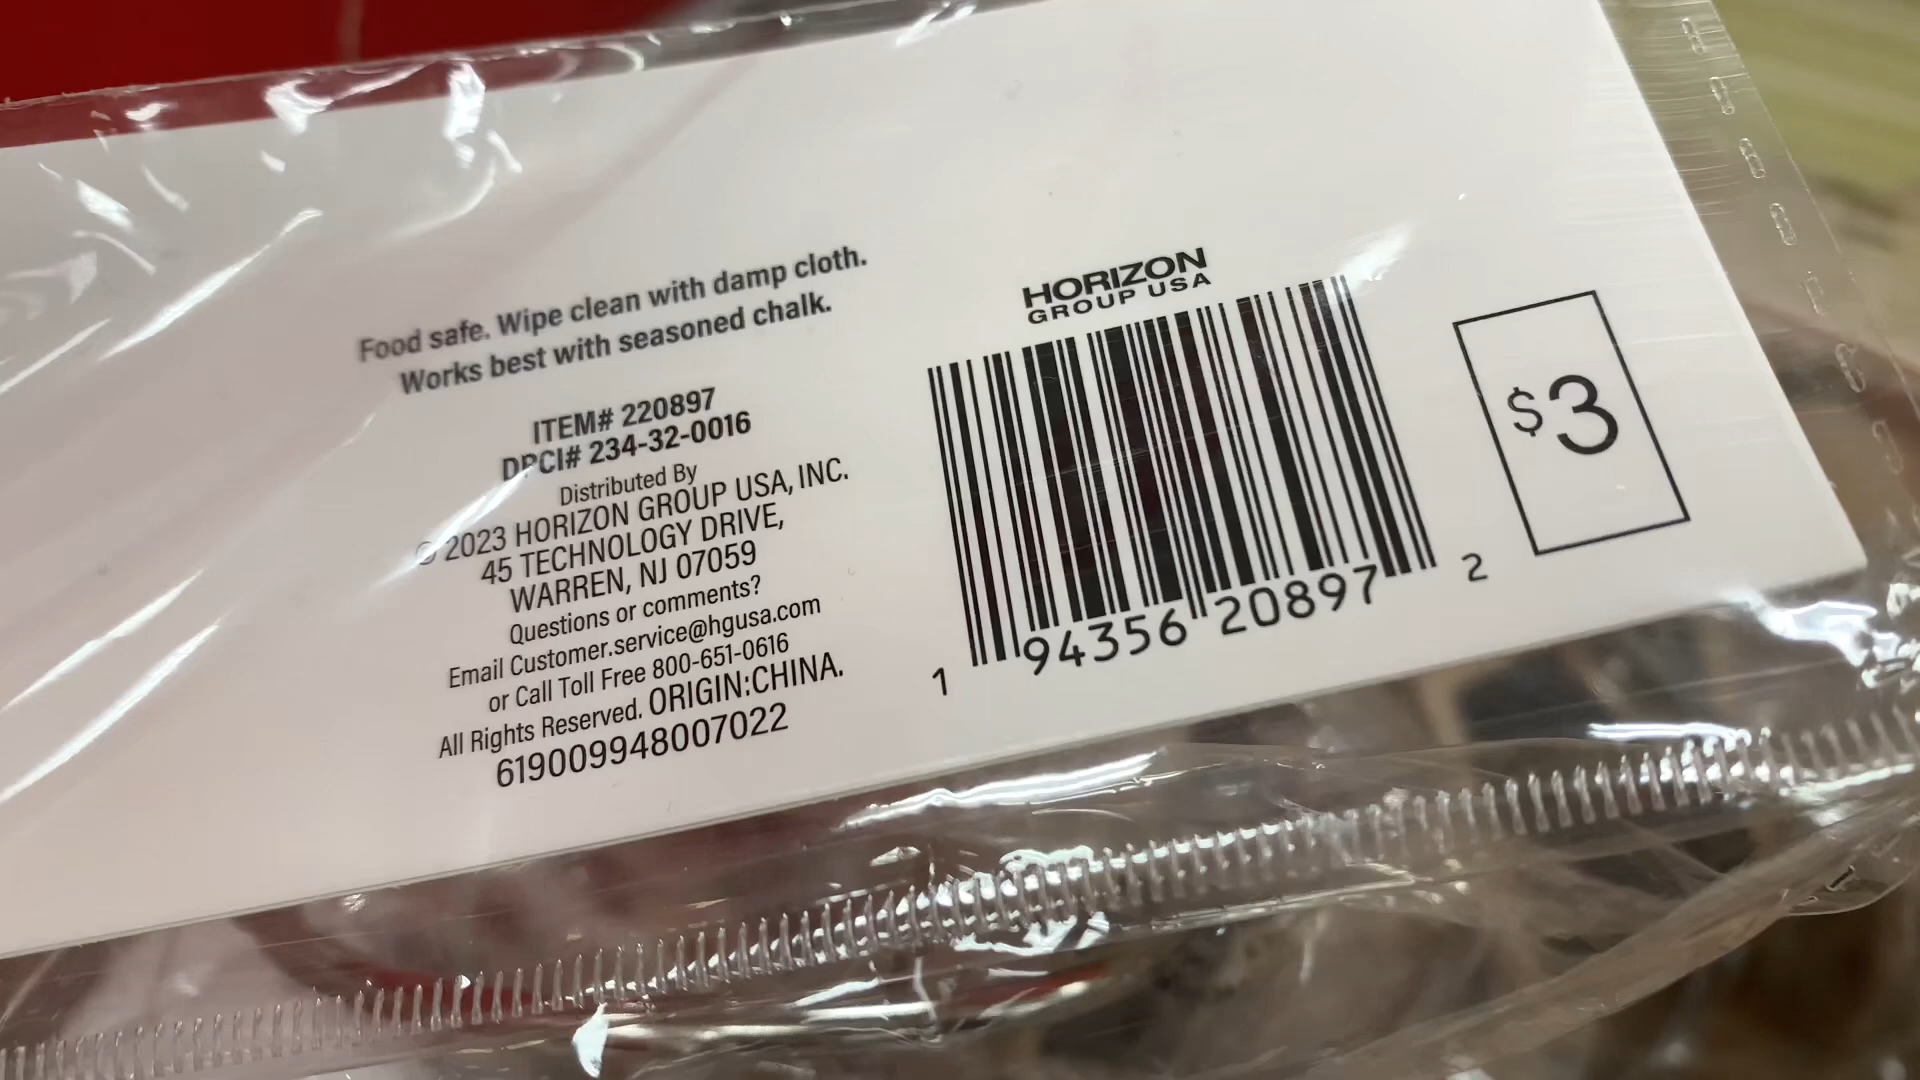 Food safe. Wipe clean with damp cloth.
Works best with seasoned chalk.
ITEM# 220897
DPCI# 234-32-0016
Distributed By
© 2023 HORIZON GROUP USA, INC.
45 TECHNOLOGY DRIVE,
WARREN, NJ 07059
Questions or comments?
Email Customer.service@hgusa.com
or Call Toll Free 800-651-0616
All Rights Reserved. ORIGIN:CHINA.
619009948007022
HORIZON
GROUP USA
1 94356 20897 2
$3